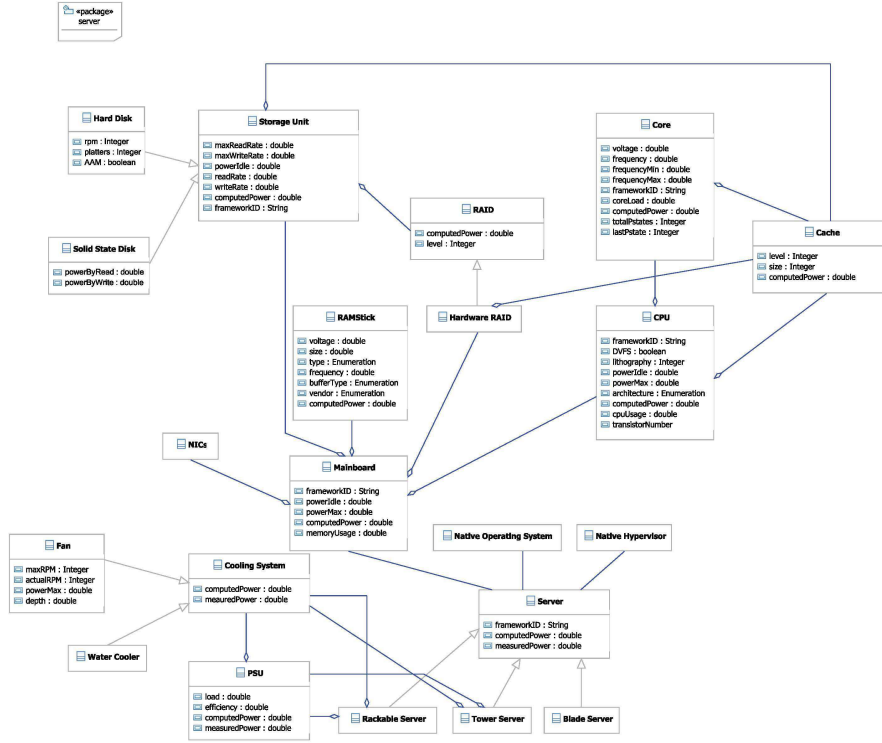 «package»
server
Hard Disk
rpm : Integer
platters : Integer
AAM : boolean
Storage Unit
maxReadRate : double
maxWriteRate : double
powerIdle : double
readRate : double
writeRate : double
computedPower : double
frameworkID : String
Core
voltage : double
frequency : double
frequencyMin : double
frequencyMax : double
frameworkID : String
coreLoad : double
computedPower : double
totalPstates : Integer
lastPstate : Integer
RAID
computedPower : double
level : Integer
Cache
level : Integer
size : Integer
computedPower : double
Solid State Disk
powerByRead : double
powerByWrite : double
RAMStick
voltage : double
size : double
type : Enumeration
frequency : double
bufferType : Enumeration
vendor : Enumeration
computedPower : double
Hardware RAID
CPU
frameworkID : String
DVFS : boolean
lithography : Integer
powerIdle : double
powerMax : double
architecture : Enumeration
computedPower : double
cpuUsage : double
transistorNumber
NICs
Mainboard
frameworkID : String
powerIdle : double
powerMax : double
computedPower : double
memoryUsage : double
Native Operating System
Native Hypervisor
Fan
maxRPM : Integer
actualRPM : Integer
powerMax : double
depth : double
Cooling System
computedPower : double
meauredPower : double
Server
frameworkID : String
computedPower : double
measuredPower : double
Water Cooler
PSU
load : double
efficiency : double
computedPower : double
measuredPower : double
Rackable Server
Tower Server
Blade Server